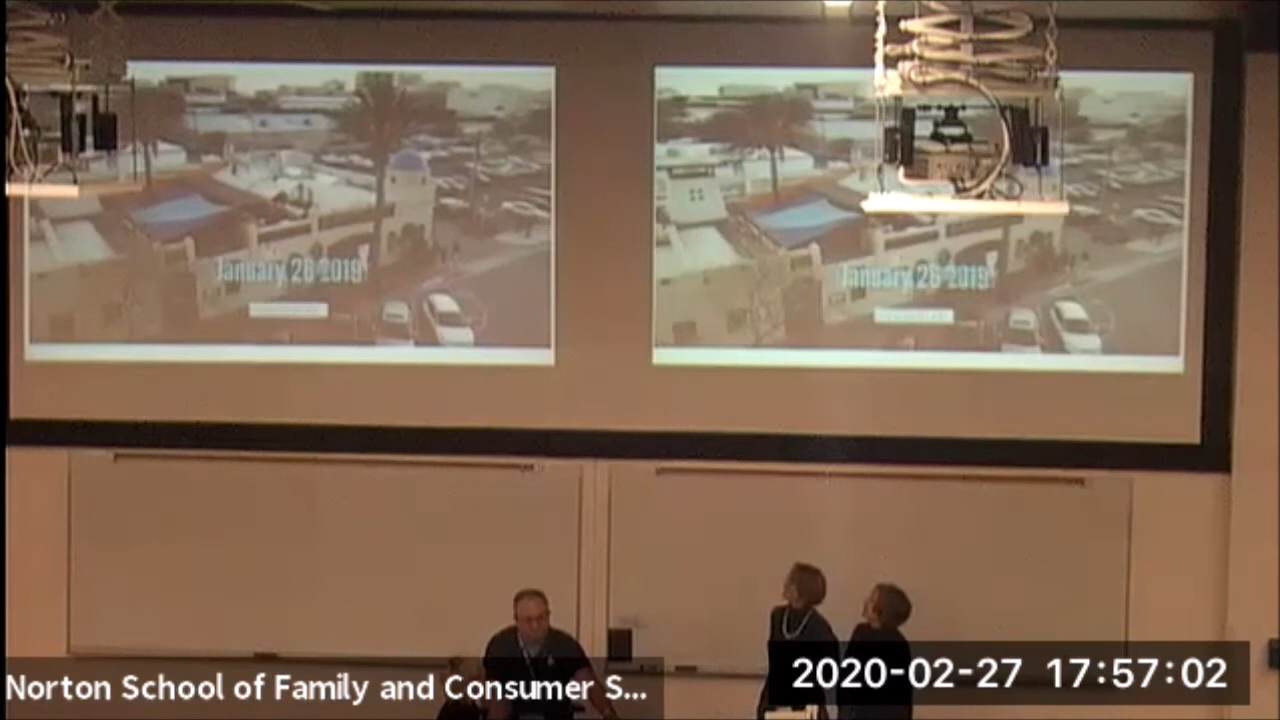 January 26 2019
January 26 2019
Norton School of Family and Consumer S...
2020-02-27 17:57:02